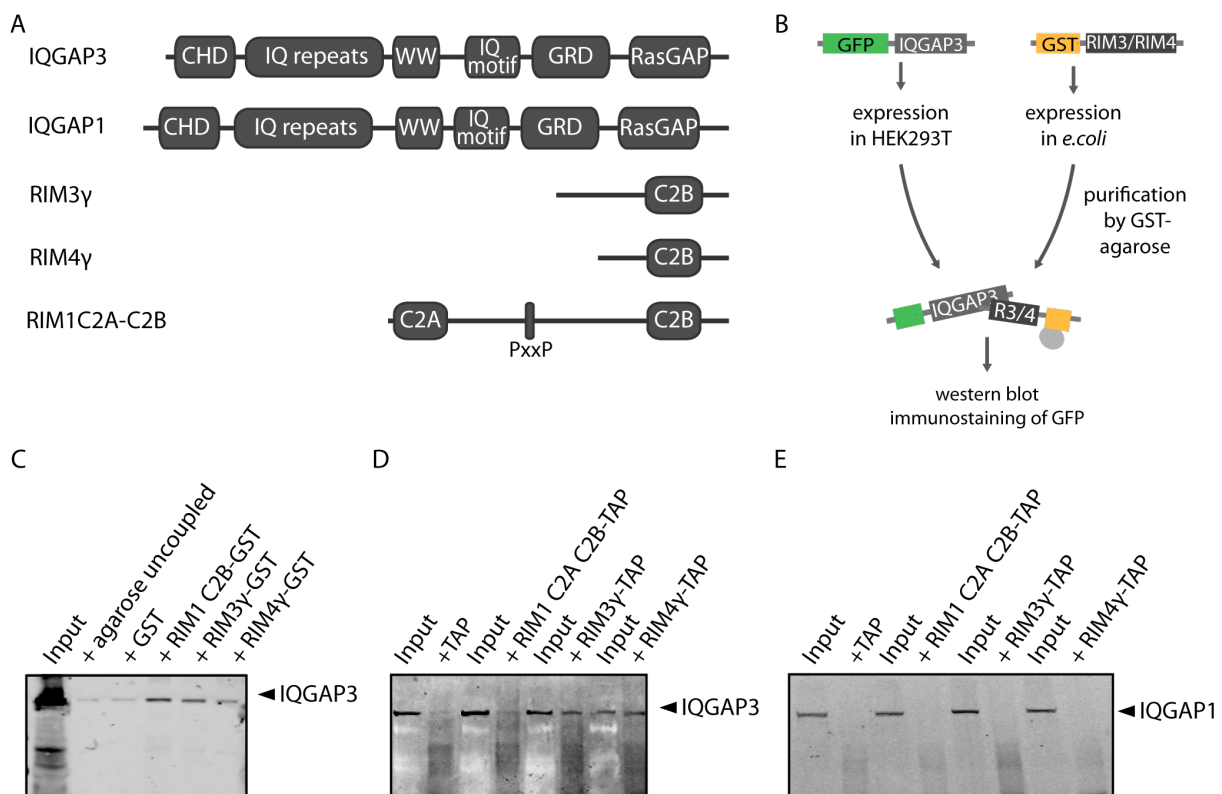 A
IQGAP3
CHD
IQ repeats
WW
IQ
motif
GRD
RasGAP
IQGAP1
CHD
IQ repeats
WW
IQ
motif
GRD
RasGAP
RIM3γ
C2B
RIM4γ
C2B
RIM1C2A-C2B
C2A
PxxP
C2B
B
GFP
IQGAP3
GST
RIM3/RIM4
expression
in HEK293T
expression
in e.coli
purification
by GST-
agarose
IQGAP3
R3/4
western blot
immunostaining of GFP
C
Input
+ agarose uncoupled
+ GST
+ RIM1 C2B-GST
+ RIM3γ-GST
+ RIM4γ-GST
IQGAP3
D
Input
+TAP
Input
+ RIM1 C2A C2B-TAP
Input
+ RIM3γ-TAP
Input
+ RIM4γ-TAP
IQGAP3
E
Input
+TAP
Input
+ RIM1 C2A C2B-TAP
Input
+ RIM3γ-TAP
Input
+ RIM4γ-TAP
IQGAP1